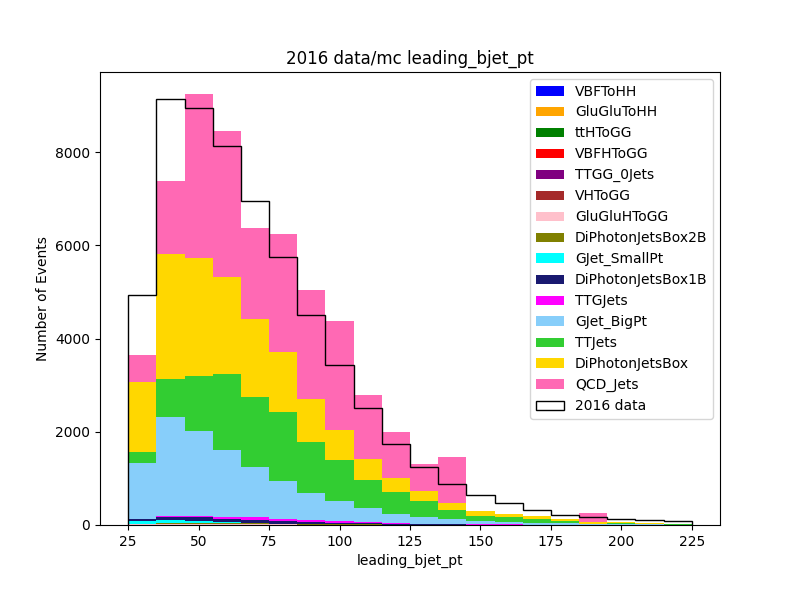 2016 data/mc leading_bjet_pt
Number of Events
8000
6000
4000
2000
0
25
50
75
100
125
150
175
200
225
leading_bjet_pt
VBFToHH
GluGluToHH
ttHToGG
VBFHToGG
TTGG_0Jets
VHToGG
GluGluHToGG
DiPhotonJetsBox2B
GJet_SmallPt
DiPhotonJetsBox1B
TTGJets
GJet_BigPt
TTJets
DiPhotonJetsBox
QCD_Jets
2016 data